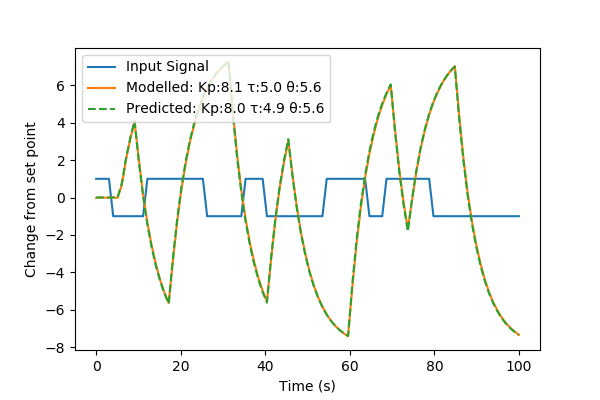 Input Signal
Modelled: Kp:8.1 τ:5.0 θ:5.6
Predicted: Kp:8.0 τ:4.9 θ:5.6
Change from set point
6
4
2
0
−2
−4
−6
−8
0 20 40 60 80 100
Time (s)